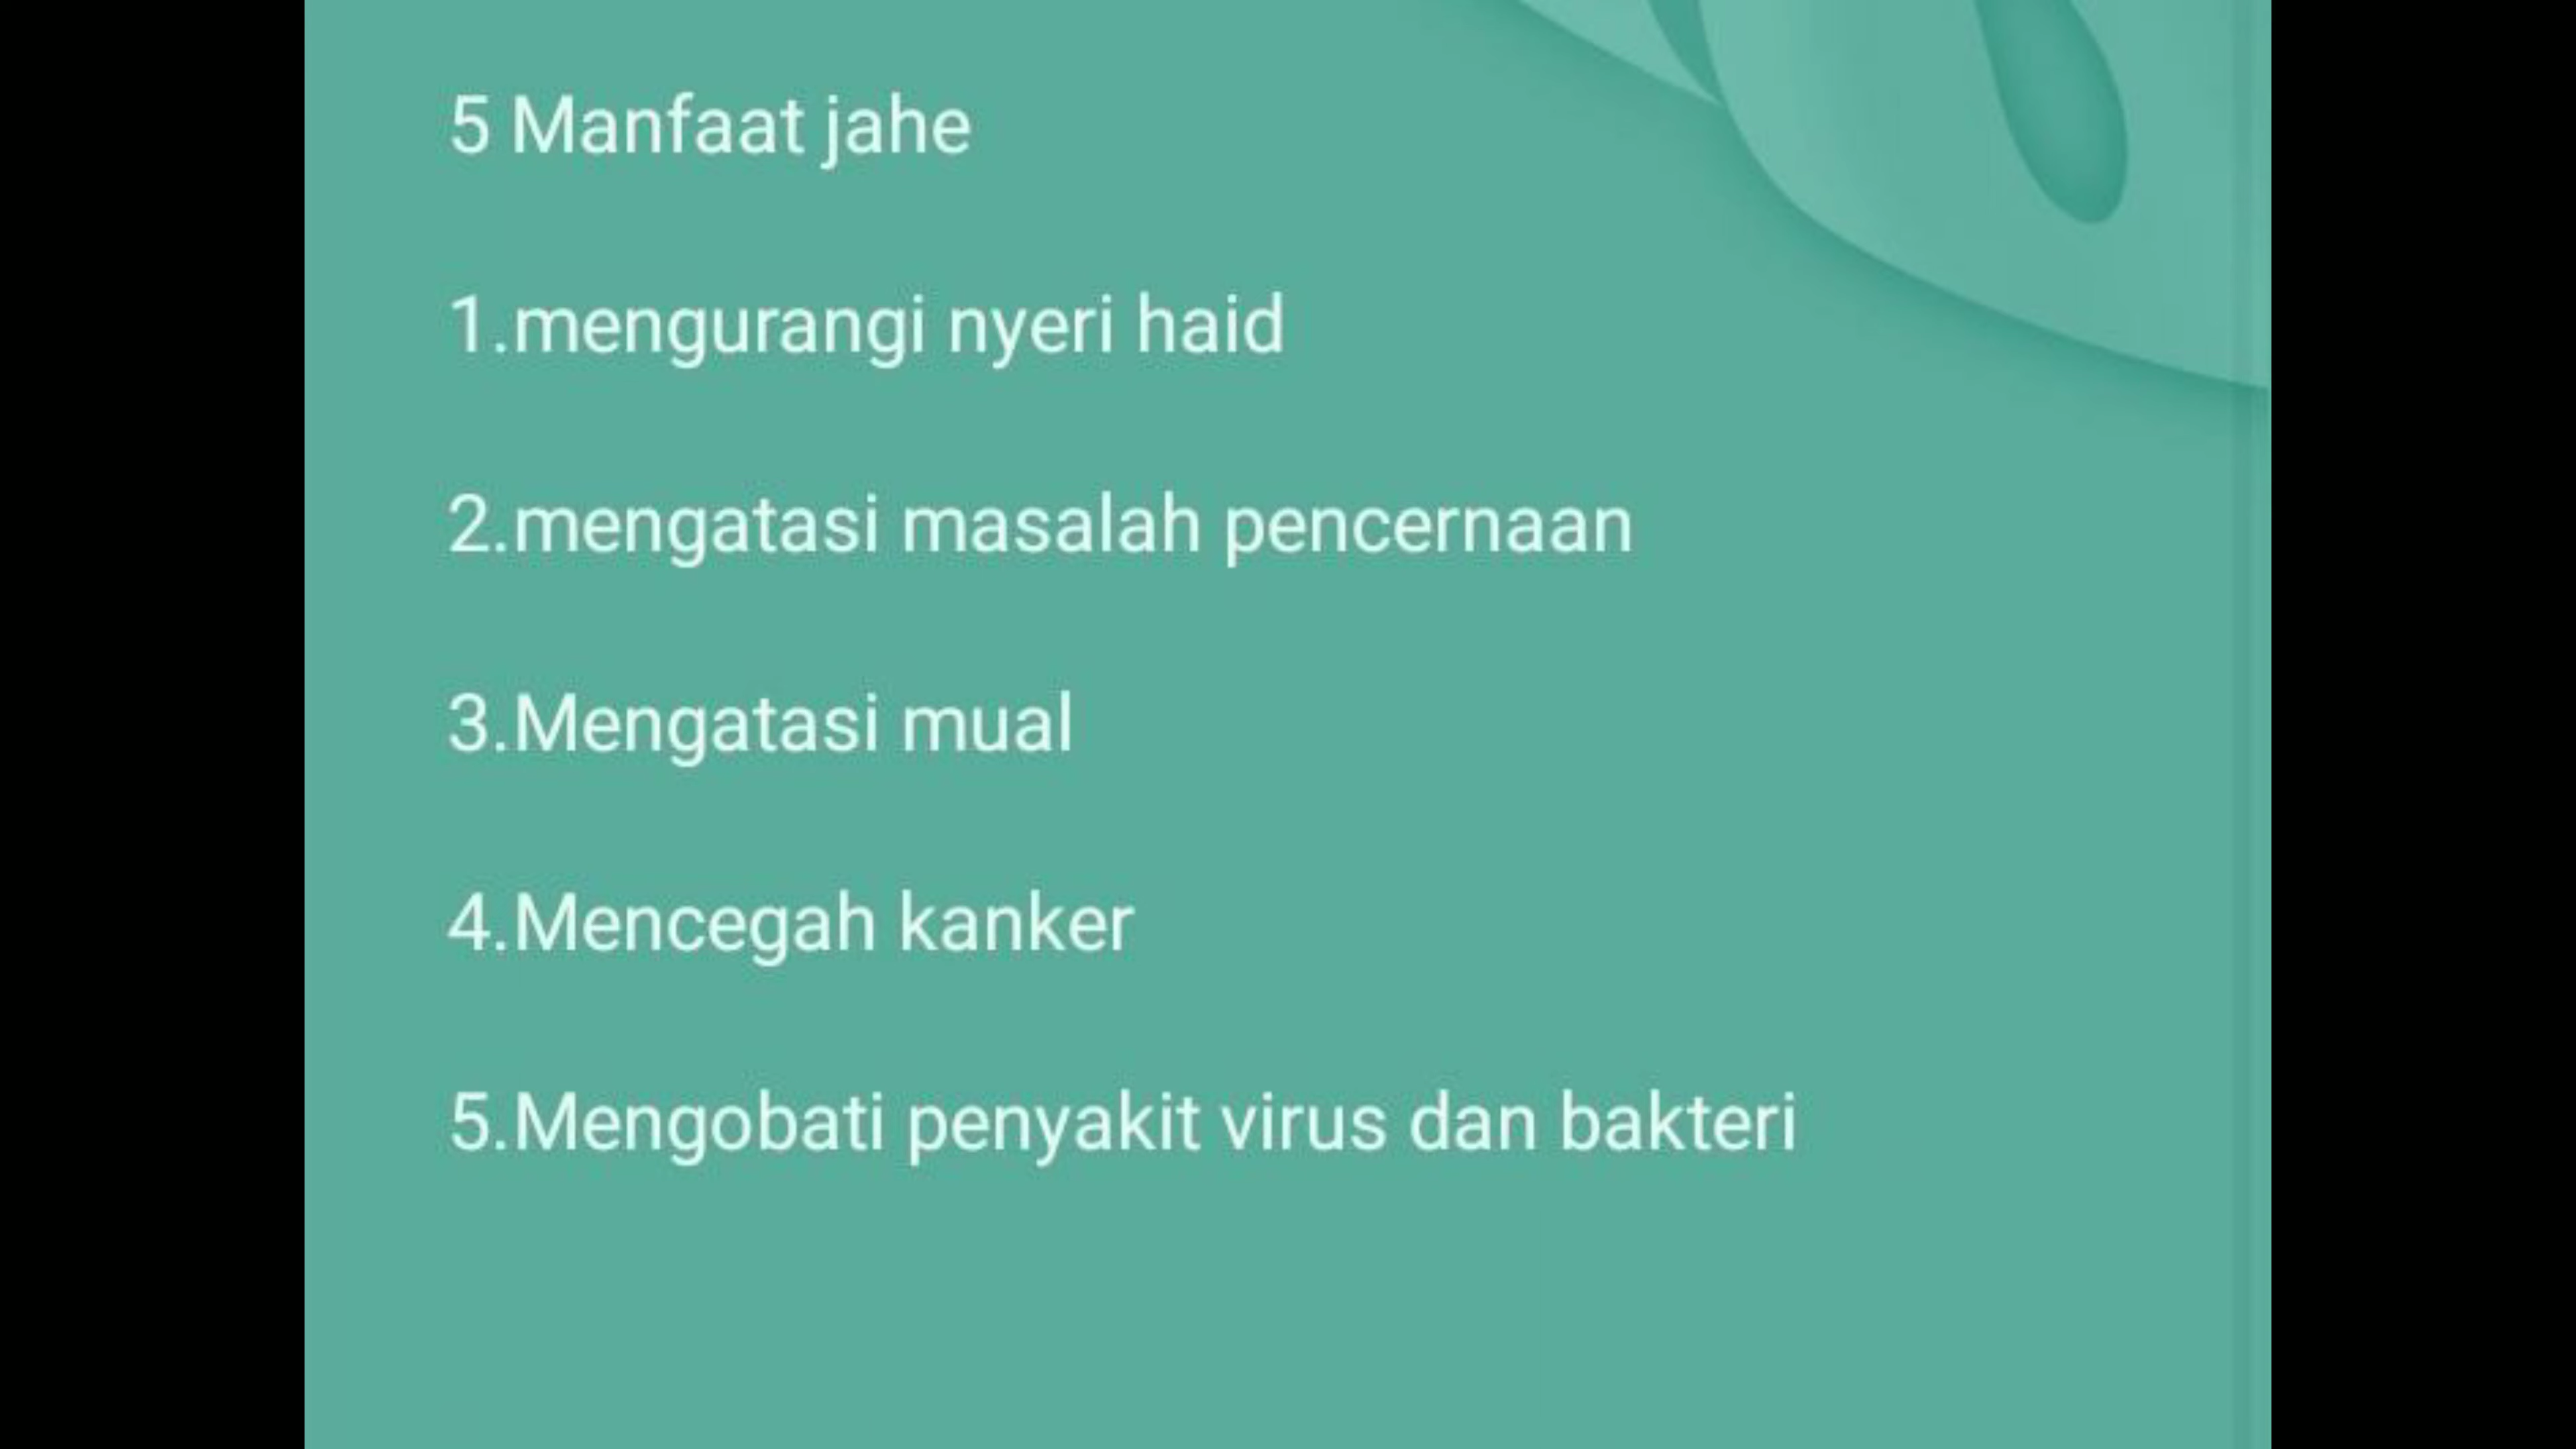 5 Manfaat jahe
1.mengurangi nyeri haid
2.mengatasi masalah pencernaan
3.Mengatasi mual
4.Mencegah kanker
5.Mengobati penyakit virus dan bakteri